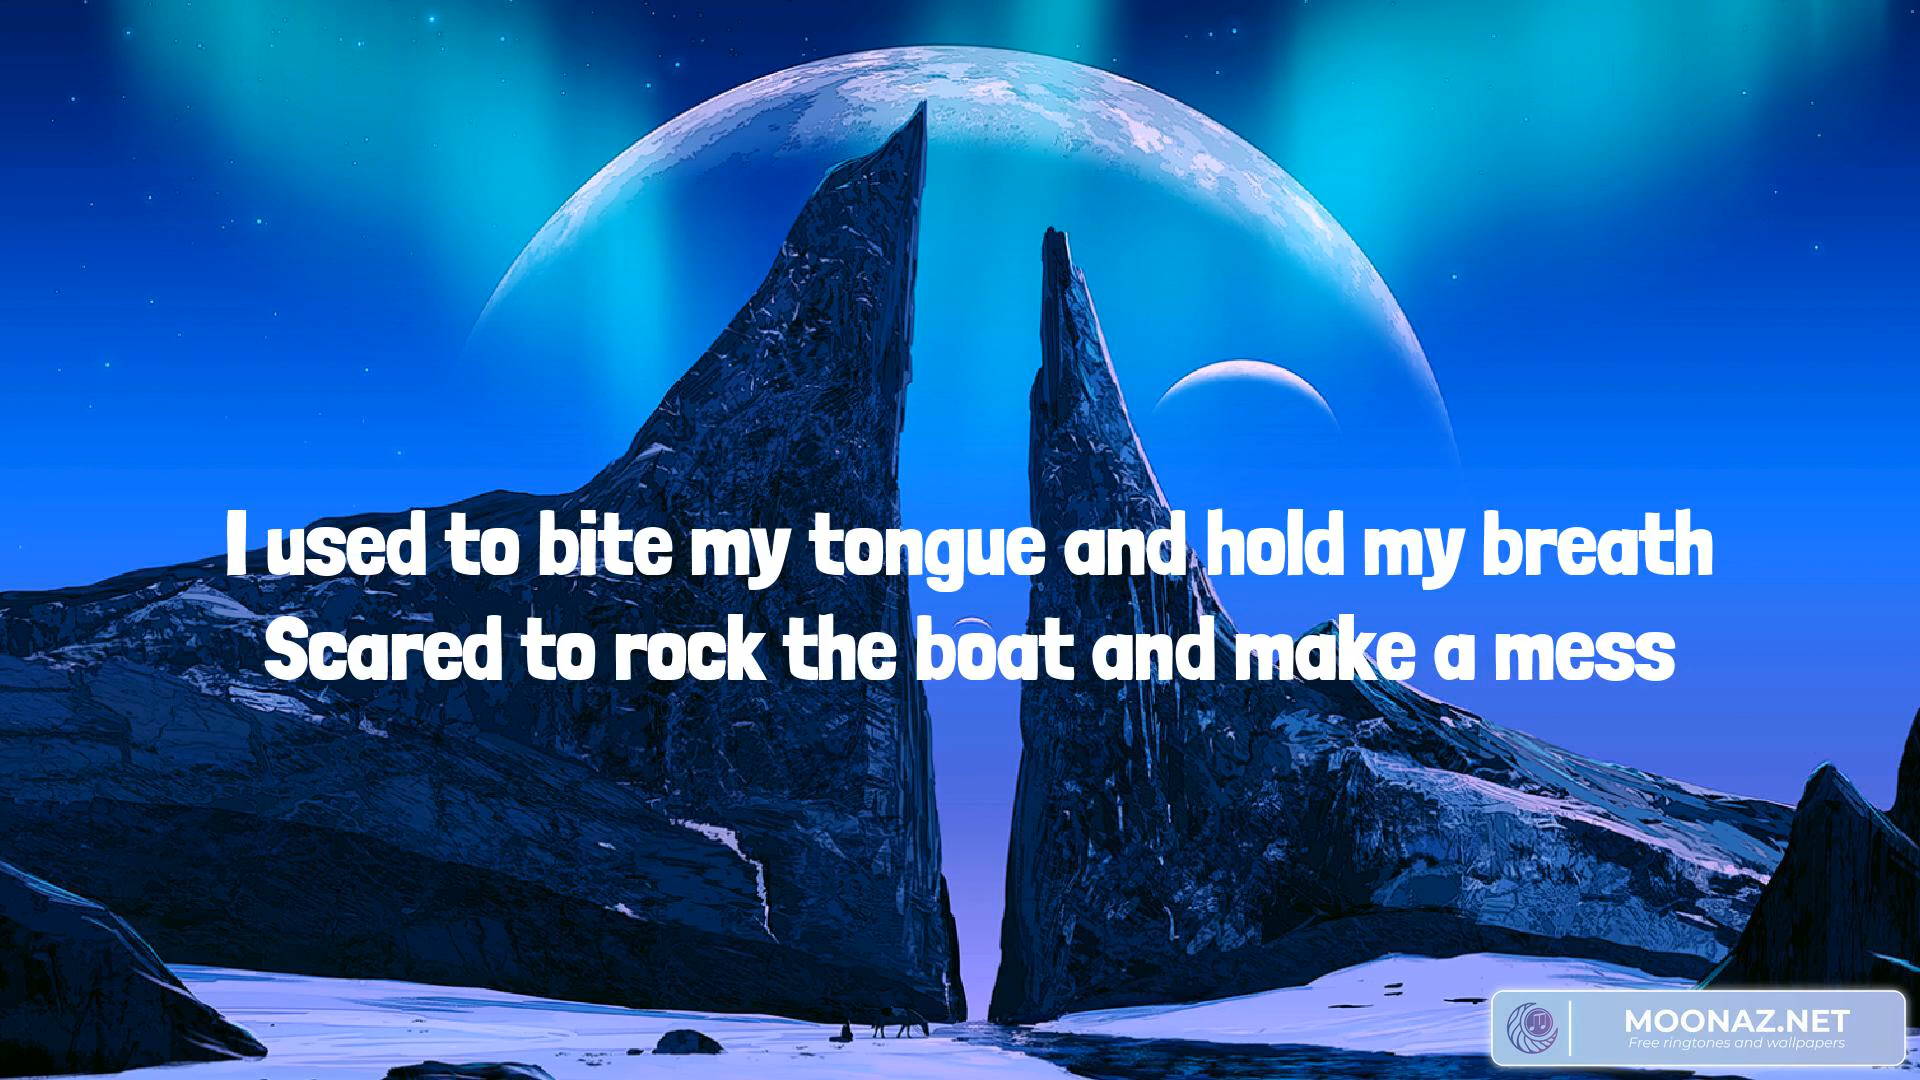 I used to bite my tongue and hold my breath
Scared to rock the boat and make a mess
MOONAZ.NET
Free ringtones and wallpapers